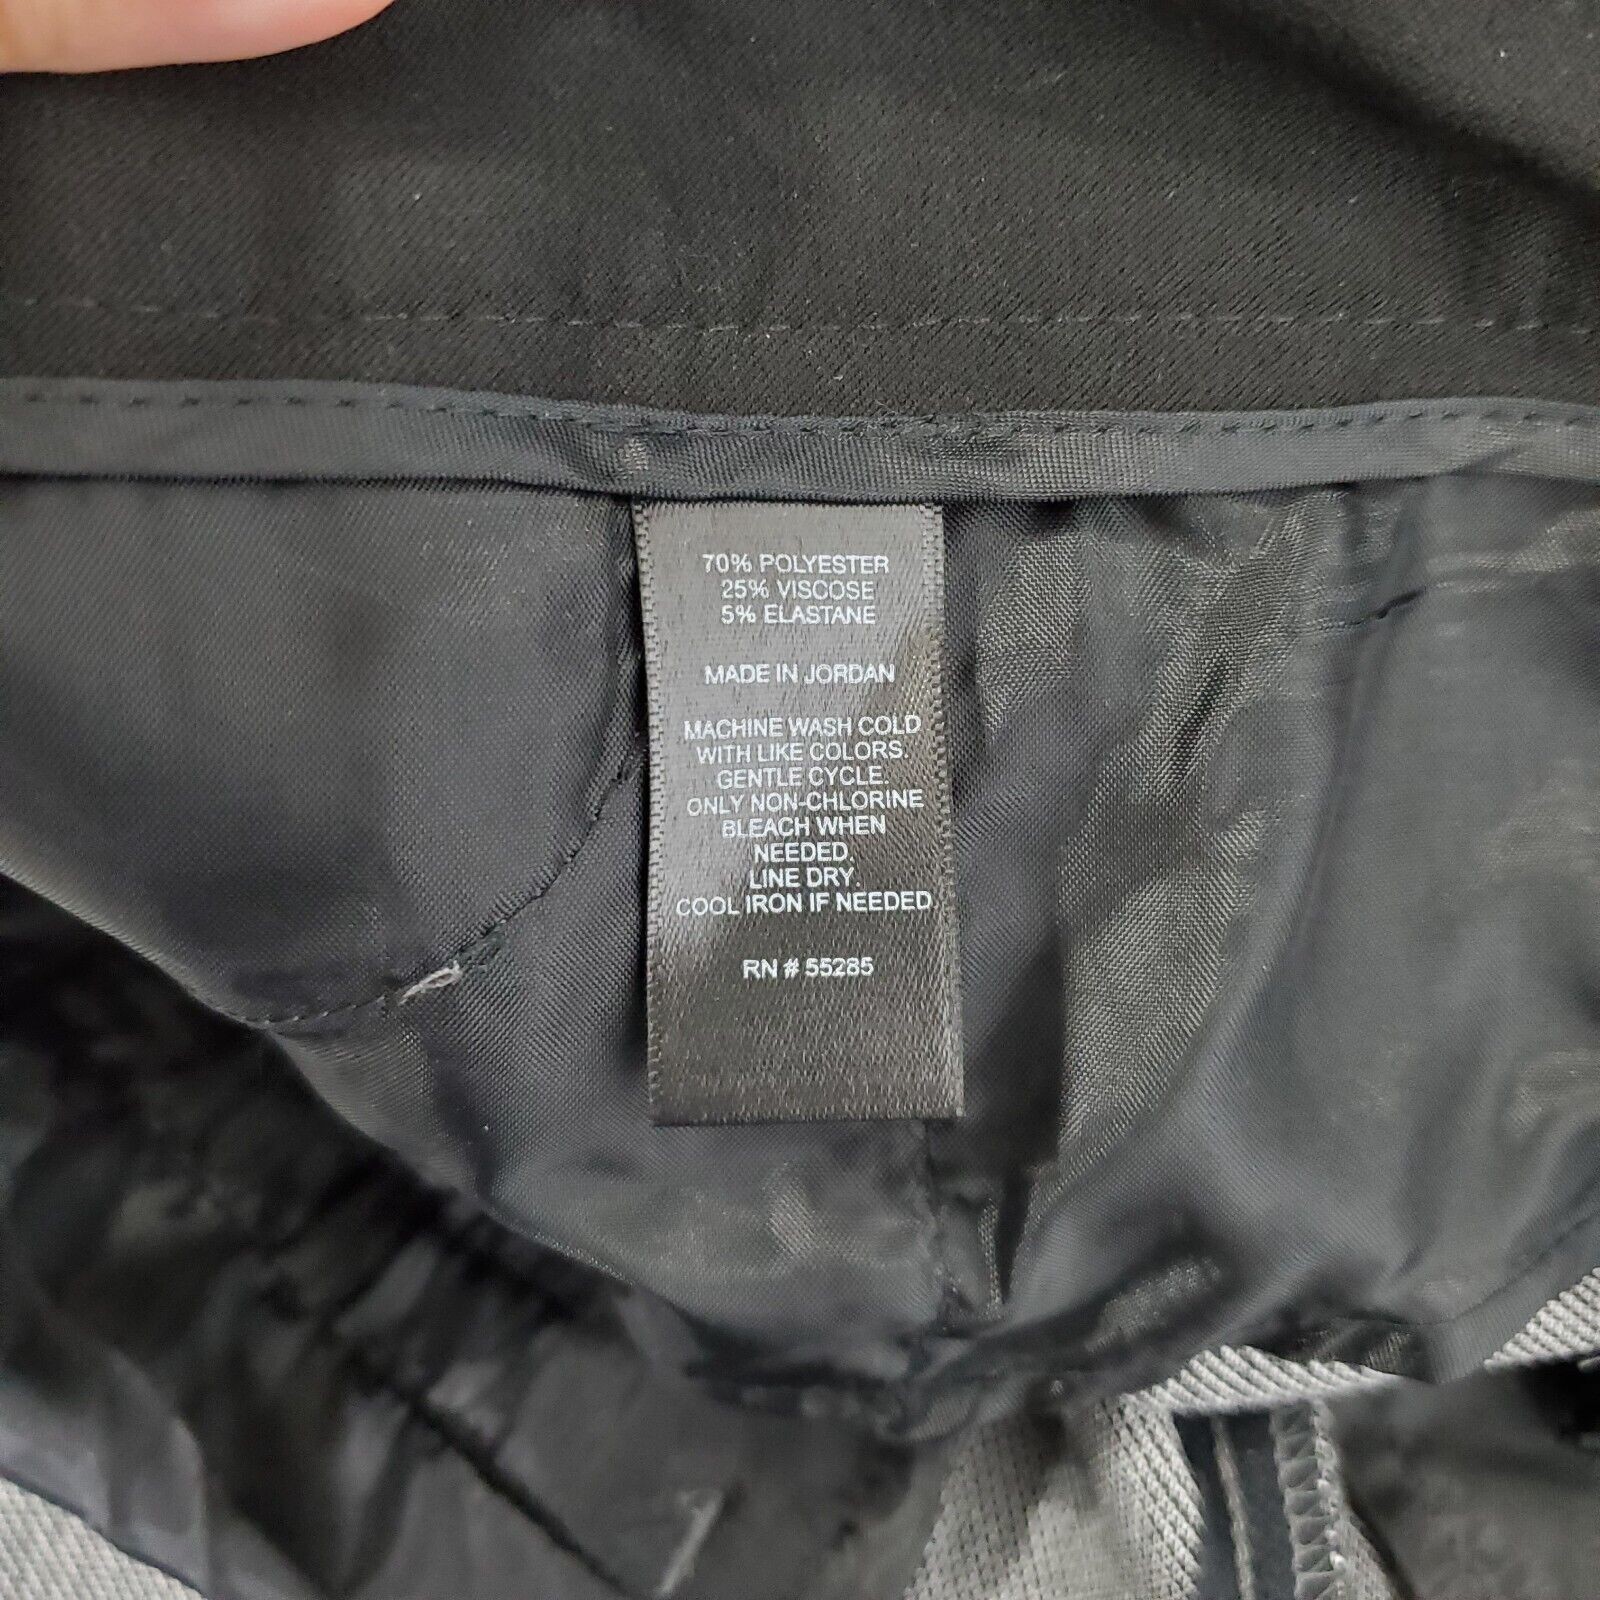 70% POLYESTER
25% VISCOSE
5% ELASTANE
MADE IN JORDAN
MACHINE WASH COLD
WITH LIKE COLORS.
GENTLE CYCLE.
ONLY NON-CHLORINE
BLEACH WHEN
NEEDED.
LINE DRY.
COOL IRON IF NEEDED
RN # 55285